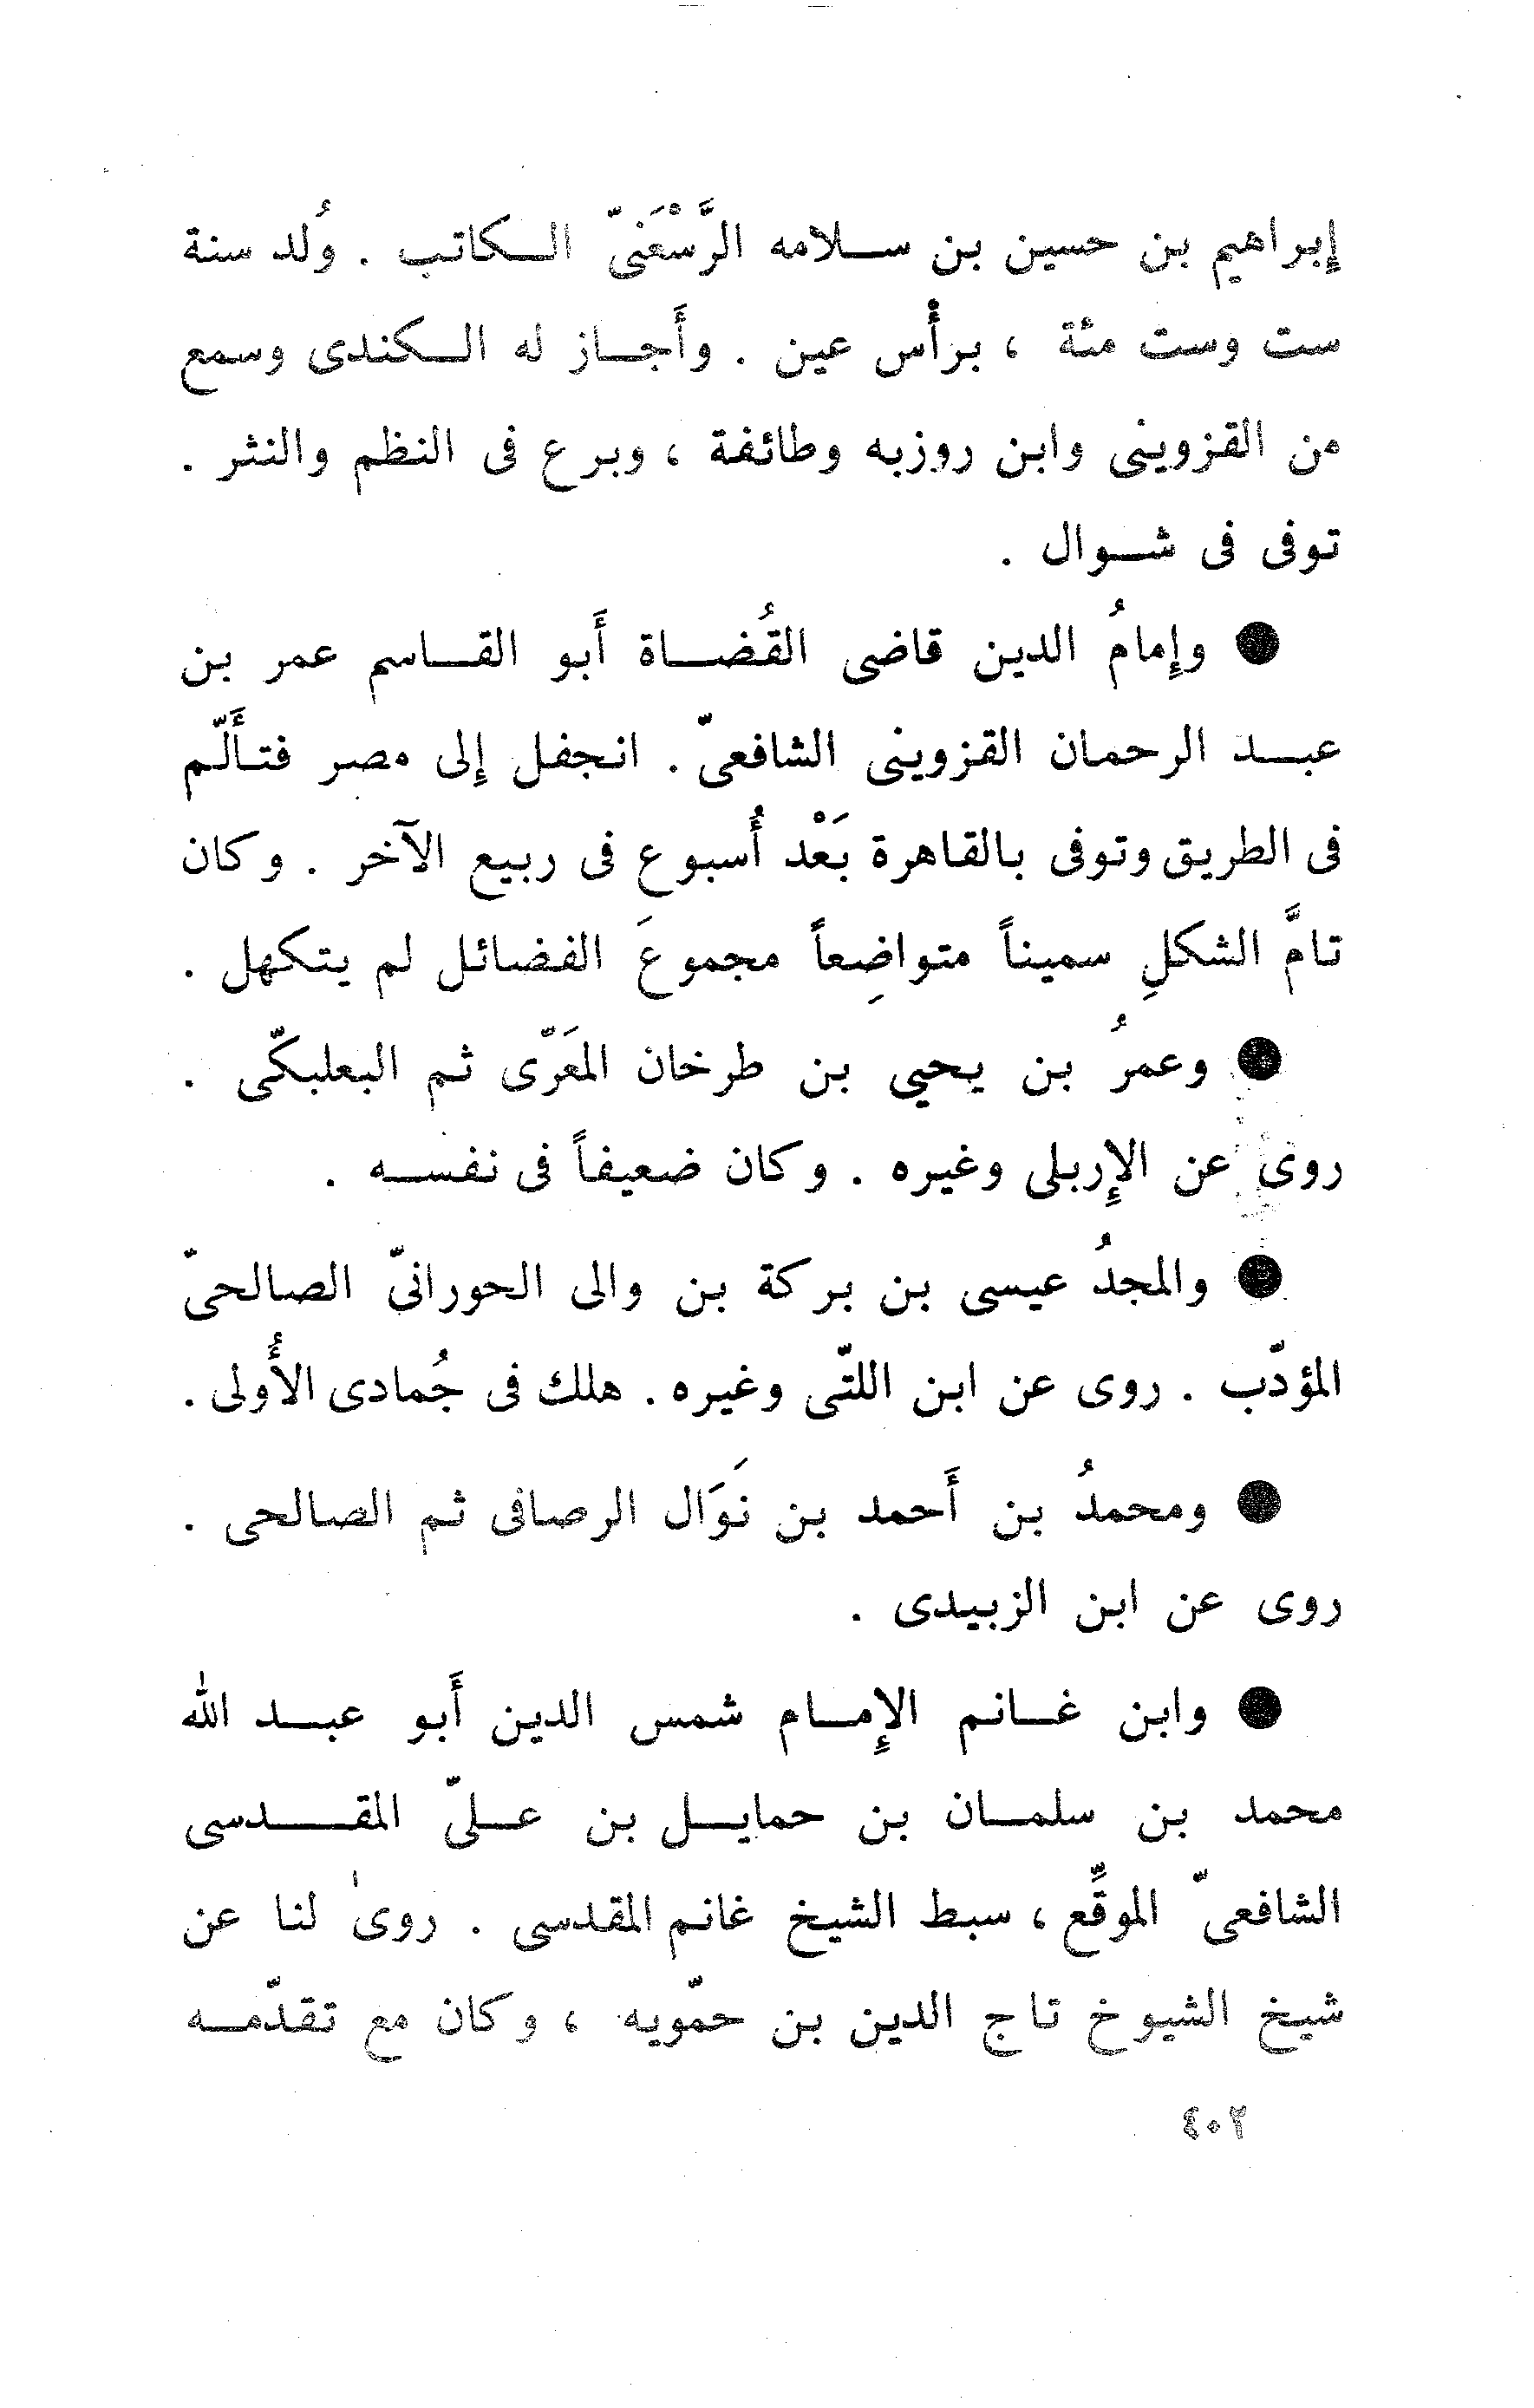 إبراهيم بن حسين بن سلامه الرَّسْعَنىّ الكاتب . وُلد سنة
ست وست مئة ، برأْس عين . وأَجاز له الكندى وسمع
من القزوينى وابن روزبه وطائفة ، وبرع فى النظم والنثر .
توفى فى شوال .
● وإمامُ الدين قاضى القُضاة أَبو القاسم عمر بن
عبد الرحمان القزوينى الشافعىّ . انجفل إلى مصر فتأَلّم
فى الطريق وتوفى بالقاهرة بَعْد أُسبوع فى ربيع الآخر . وكان
تامَّ الشكلِ سميناً متواضِعاً مجموعَ الفضائل لم يتكهل .
● وعمرُ بن يحيى بن طرخان المَعَرّى ثم البعلبكّى .
روى عن الإربلى وغيره . وكان ضعيفاً فى نفسه .
● والمجدُ عيسى بن بركة بن والى الحورانىّ الصالحىّ
المؤدّب . روى عن ابن اللتّى وغيره . هلك فى جُمادى الأُولى .
● ومحمدُ بن أَحمد بن نَوَال الرصافى ثم الصالحى .
روى عن ابن الزبيدى .
● وابن غانم الإمام شمس الدين أَبو عبد الله
محمد بن سلمان بن حمايل بن علىّ المقدسى
الشافعىّ الموقِّع ، سبط الشيخ غانم المقدسى . روىٰ لنا عن
شيخ الشيوخ تاج الدين بن حمّويه ، وكان مع تقدّمه
٤٠٢